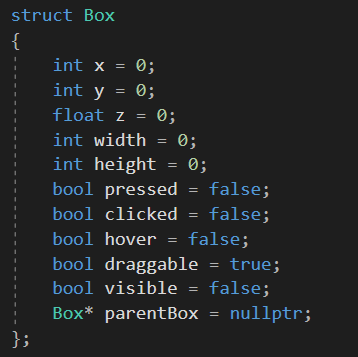 struct Box
{
    int x = 0;
    int y = 0;
    float z = 0;
    int width = 0;
    int height = 0;
    bool pressed = false;
    bool clicked = false;
    bool hover = false;
    bool draggable = true;
    bool visible = false;
    Box* parentBox = nullptr;
};